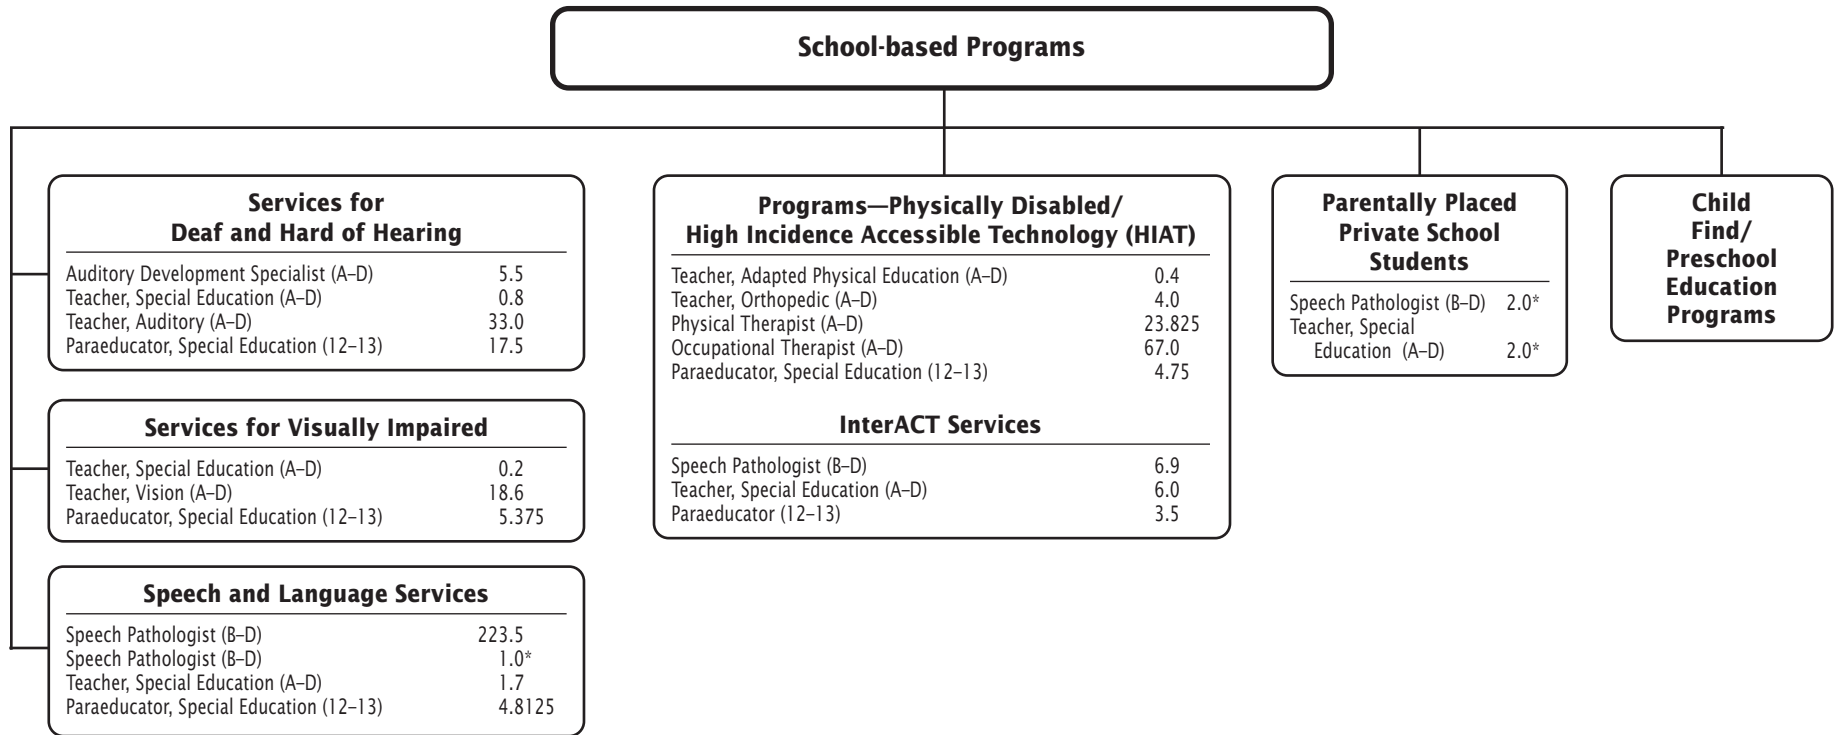 School-based Programs
Services for
Deaf and Hard of Hearing
Auditory Development Specialist (A–D) 5.5
Teacher, Special Education (A–D) 0.8
Teacher, Auditory (A–D) 33.0
Paraeducator, Special Education (12–13) 17.5
Services for Visually Impaired
Teacher, Special Education (A–D) 0.2
Teacher, Vision (A–D) 18.6
Paraeducator, Special Education (12–13) 5.375
Speech and Language Services
Speech Pathologist (B–D) 223.5
Speech Pathologist (B–D) 1.0*
Teacher, Special Education (A–D) 1.7
Paraeducator, Special Education (12–13) 4.8125
Programs—Physically Disabled/
High Incidence Accessible Technology (HIAT)
Teacher, Adapted Physical Education (A–D) 0.4
Teacher, Orthopedic (A–D) 4.0
Physical Therapist (A–D) 23.825
Occupational Therapist (A–D) 67.0
Paraeducator, Special Education (12–13) 4.75
InterACT Services
Speech Pathologist (B–D) 6.9
Teacher, Special Education (A–D) 6.0
Paraeducator (12–13) 3.5
Parentally Placed
Private School
Students
Speech Pathologist (B–D) 2.0*
Teacher, Special
Education (A–D) 2.0*
Child
Find/
Preschool
Education
Programs